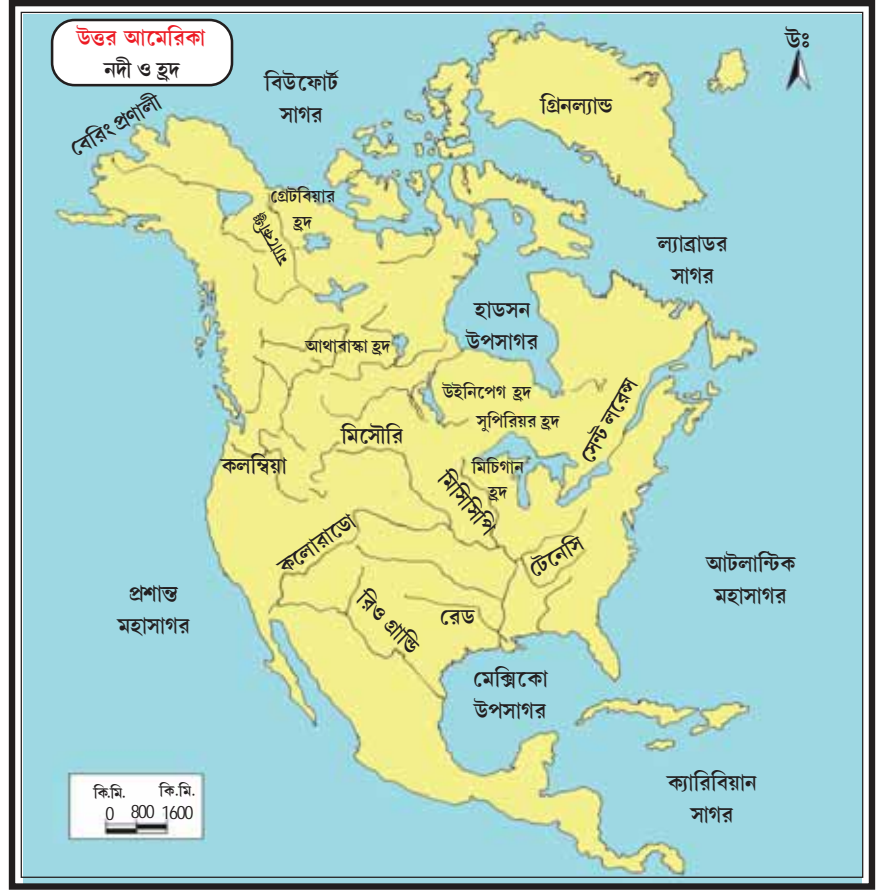 উত্তর আমেরিকা
নদী ও হ্রদ
উঃ
বিউফোর্ট
সাগর
গ্রিনল্যান্ড
বেরিং প্রণালী
গ্রেটবিয়ার
হ্রদ
ম্যাকেঞ্জি
ল্যাব্রাডর
সাগর
হাডসন
উপসাগর
আথাবাস্কা হ্রদ
উইনিপেগ হ্রদ
সুপিরিয়র হ্রদ
সেন্ট লরেন্স
মিসৌরি
কলম্বিয়া
মিচিগান
হ্রদ
মিসিসিপি
কলোরাডো
টেনেসি
আটলান্টিক
মহাসাগর
প্রশান্ত
মহাসাগর
রিও গ্রান্ডি
রেড
মেক্সিকো
উপসাগর
ক্যারিবিয়ান
সাগর
কি.মি. কি.মি.
0 800 1600